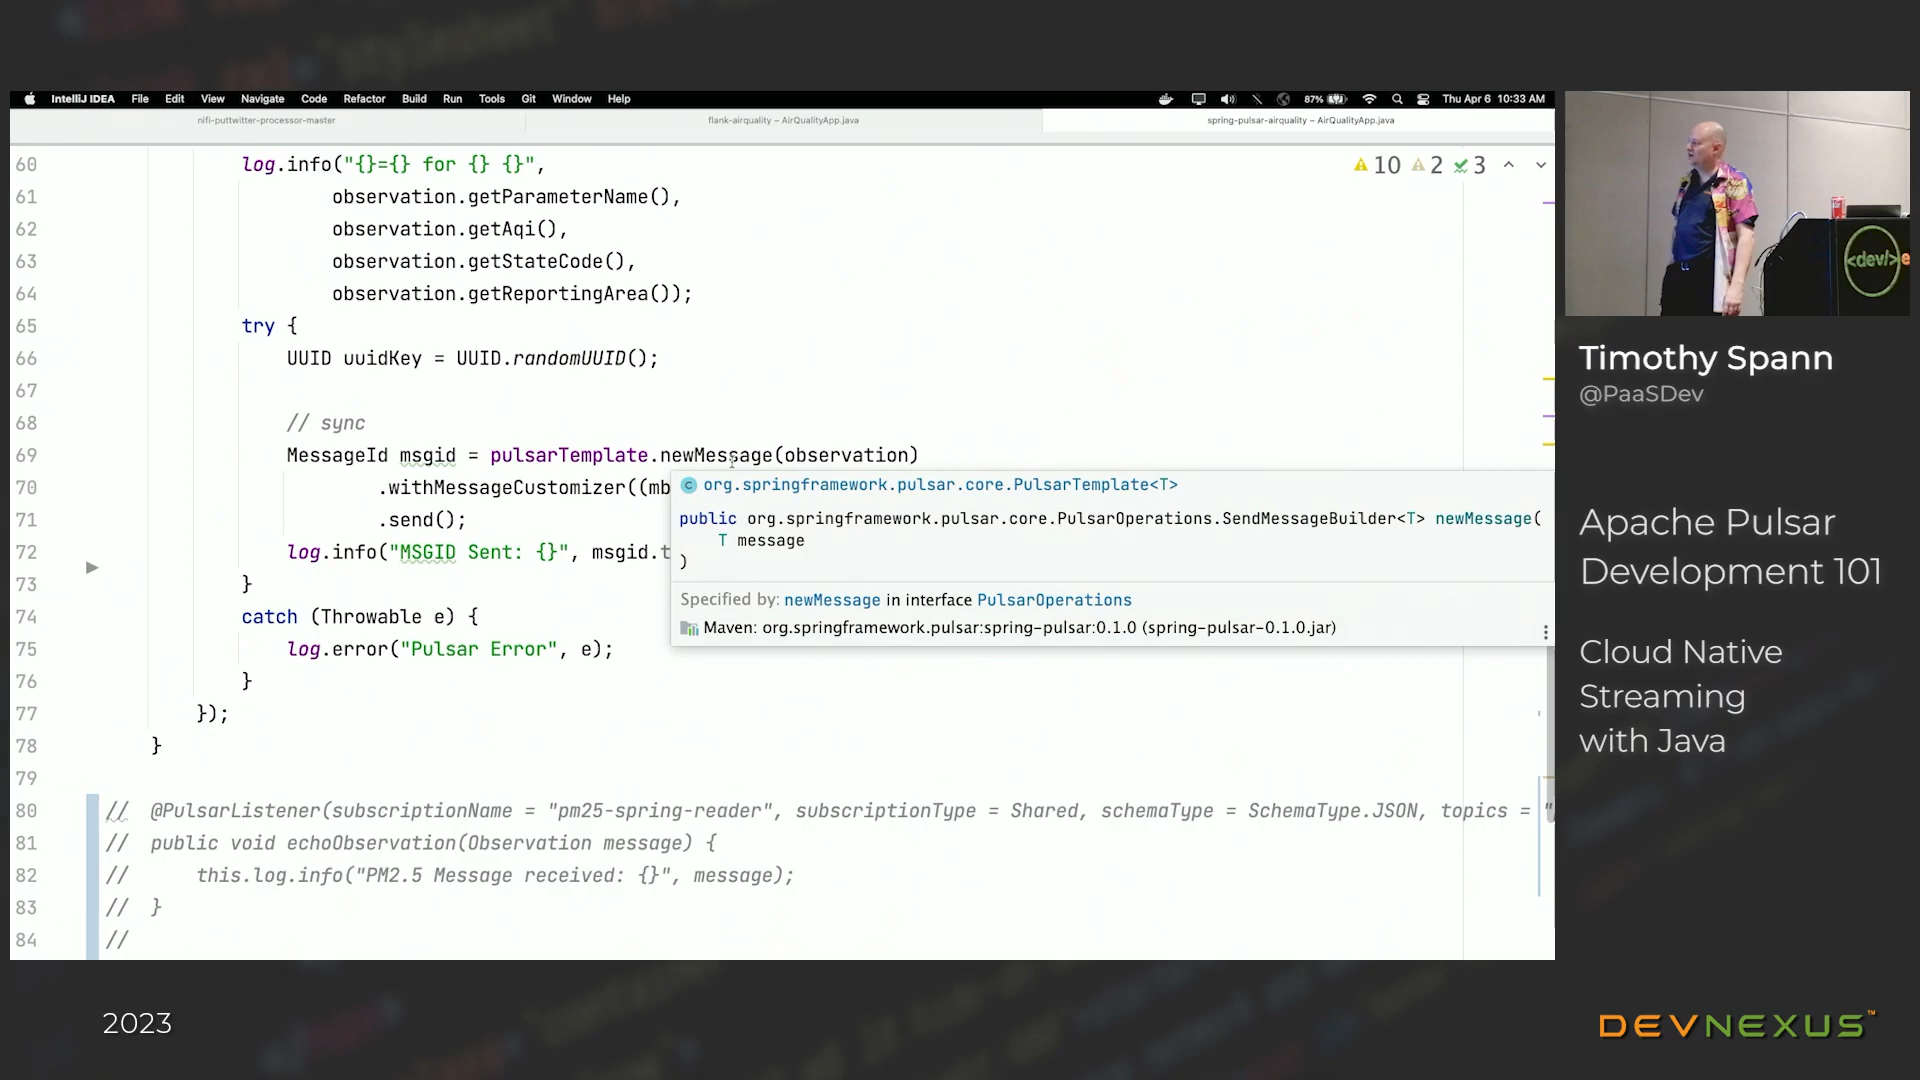 IntelliJ IDEA File Edit View Navigate Code Refactor Build Run Tools Git Window Help 87% Thu Apr 6 10:33 AM
nifi-puttwitter-processor-master flank-airquality – AirQualityApp.java spring-pulsar-airquality – AirQualityApp.java
10 2 3
60 log.info("{}={} for {} {}",
61 observation.getParameterName(),
62 observation.getAqi(),
63 observation.getStateCode(),
64 observation.getReportingArea());
65 try {
66 UUID uuidKey = UUID.randomUUID();
67
68 // sync
69 MessageId msgid = pulsarTemplate.newMessage(observation)
70 .withMessageCustomizer((mb
71 .send();
72 log.info("MSGID Sent: {}", msgid.t
73 }
74 catch (Throwable e) {
75 log.error("Pulsar Error", e);
76 }
77 });
78 }
79
80 // @PulsarListener(subscriptionName = "pm25-spring-reader", subscriptionType = Shared, schemaType = SchemaType.JSON, topics = "
81 // public void echoObservation(Observation message) {
82 // this.log.info("PM2.5 Message received: {}", message);
83 // }
84 //
org.springframework.pulsar.core.PulsarTemplate<T>
public org.springframework.pulsar.core.PulsarOperations.SendMessageBuilder<T> newMessage(
T message
)
Specified by: newMessage in interface PulsarOperations
Maven: org.springframework.pulsar:spring-pulsar:0.1.0 (spring-pulsar-0.1.0.jar)
<dev/>
Timothy Spann
@PaaSDev
Apache Pulsar
Development 101
Cloud Native
Streaming
with Java
2023
DEVNEXUS™